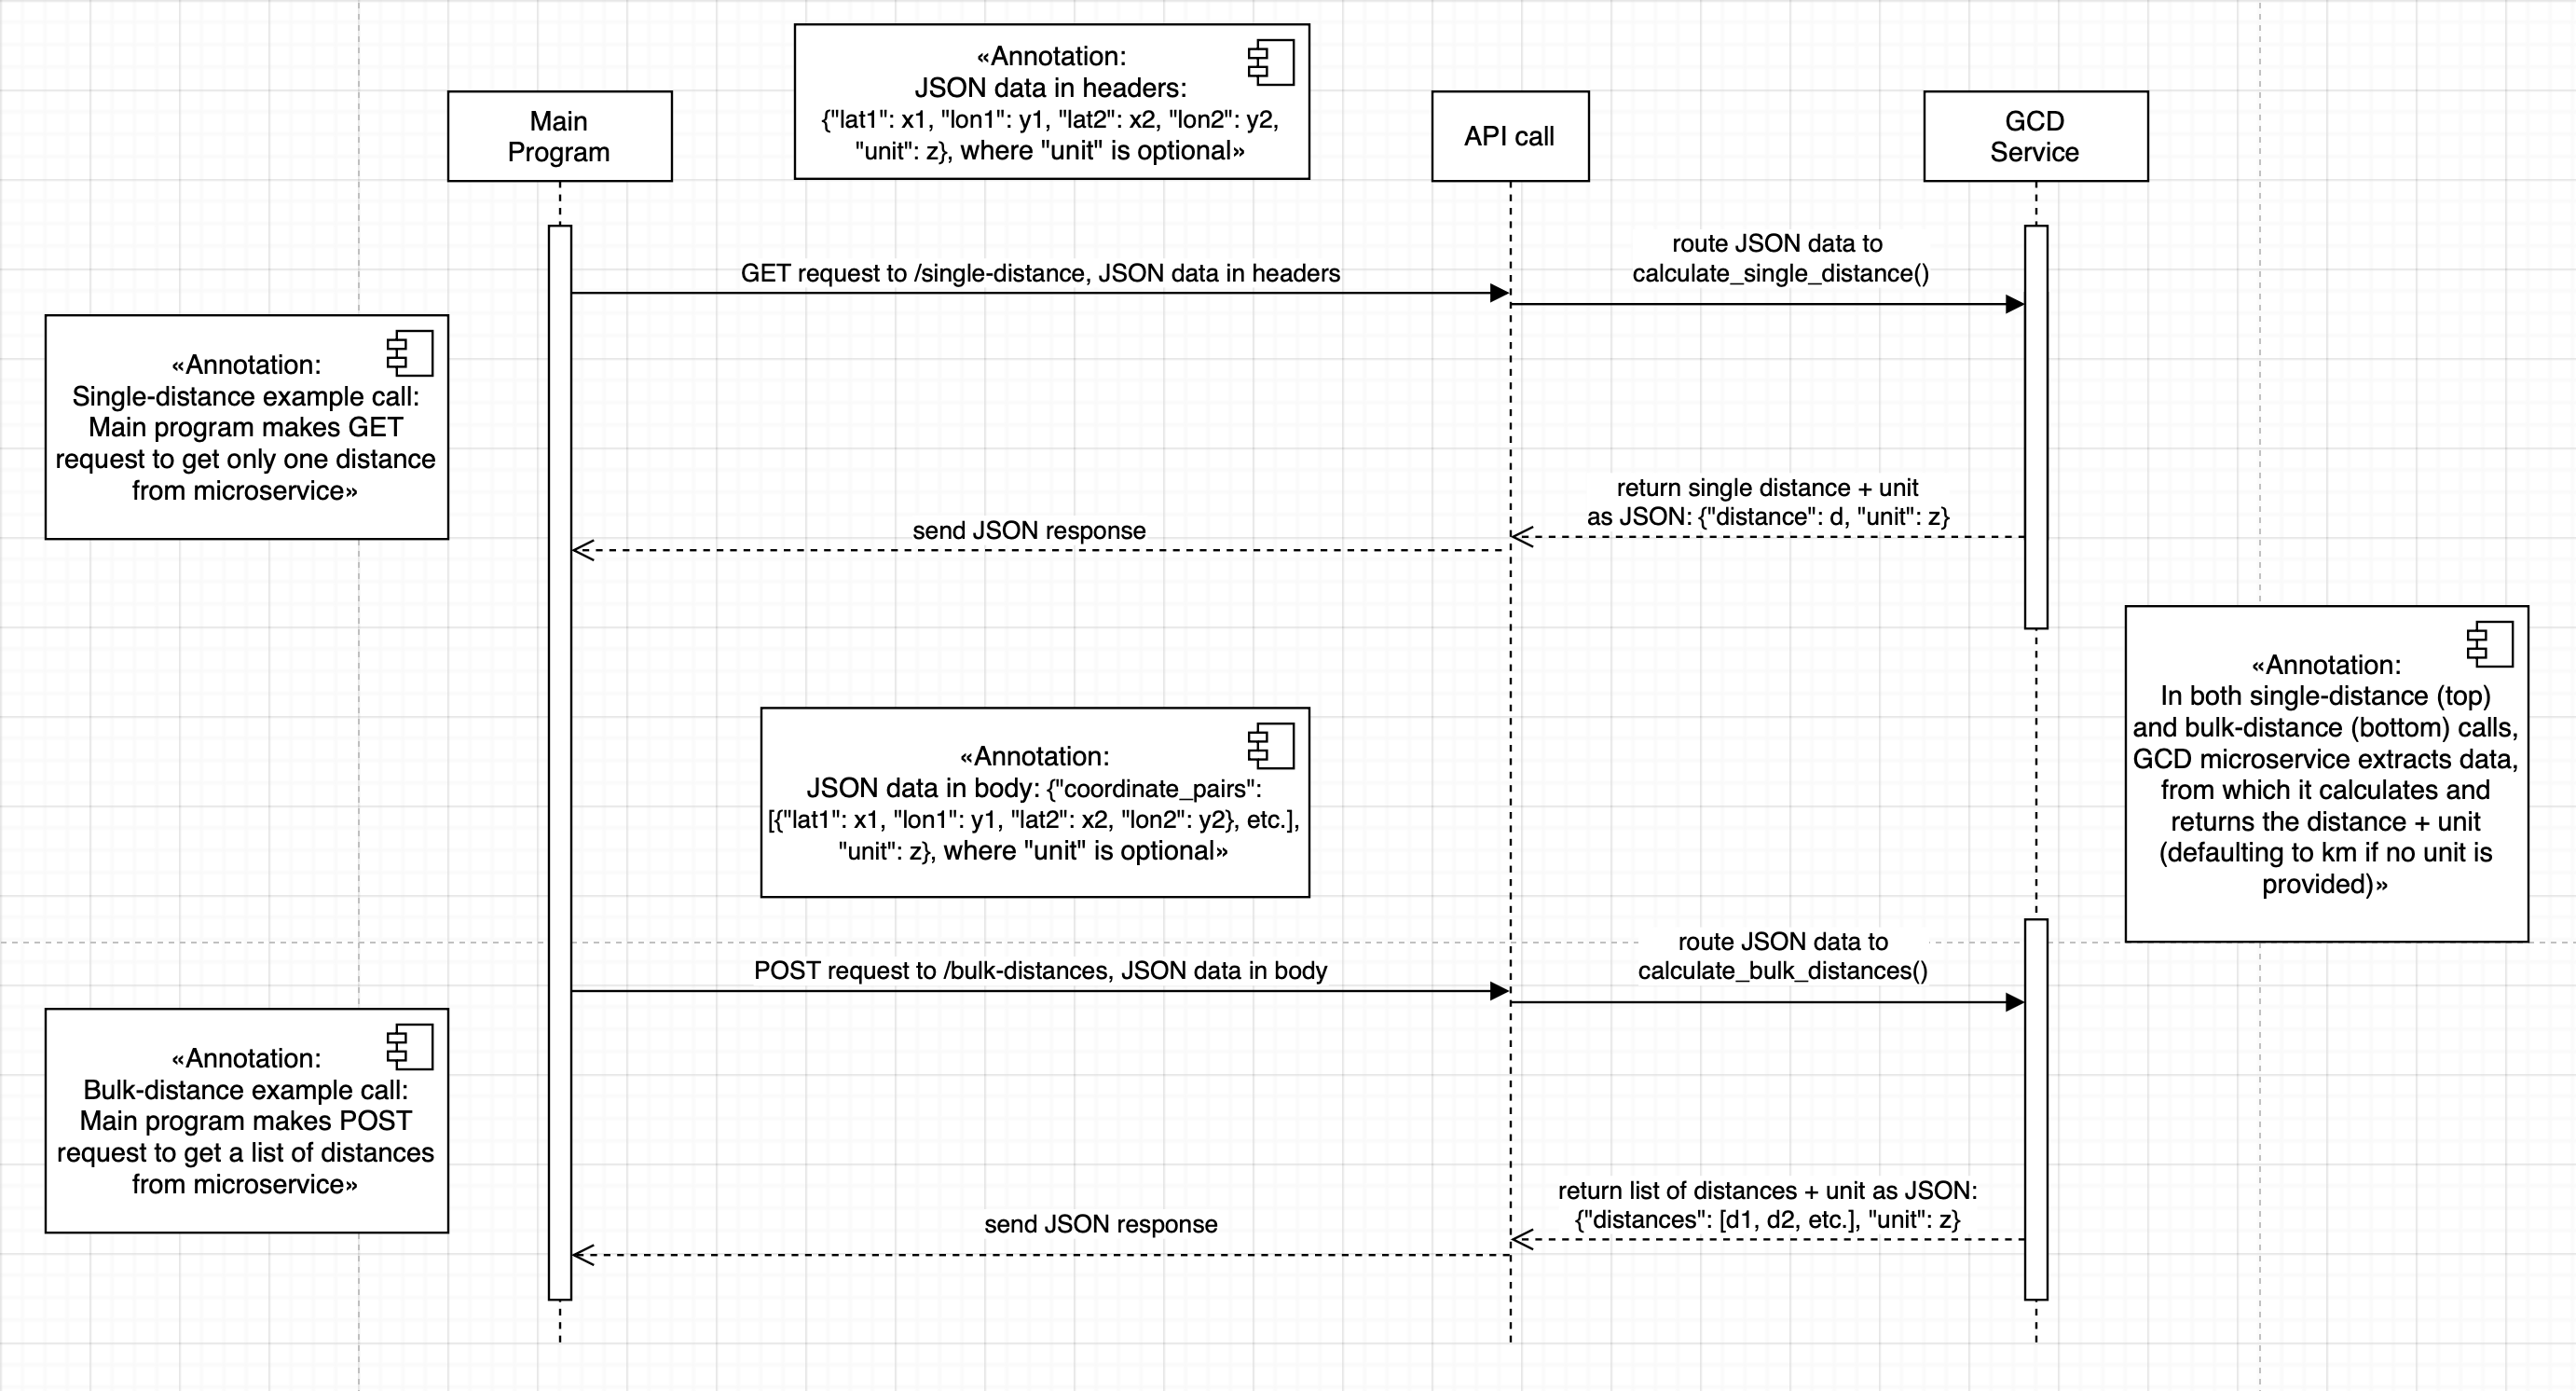 «Annotation:
JSON data in headers:
{"lat1": x1, "lon1": y1, "lat2": x2, "lon2": y2,
"unit": z}, where "unit" is optional»
Main
Program
API call
GCD
Service
GET request to /single-distance, JSON data in headers
route JSON data to
calculate_single_distance()
«Annotation:
Single-distance example call:
Main program makes GET
request to get only one distance
from microservice»
return single distance + unit
as JSON: {"distance": d, "unit": z}
send JSON response
«Annotation:
In both single-distance (top)
and bulk-distance (bottom) calls,
GCD microservice extracts data,
from which it calculates and
returns the distance + unit
(defaulting to km if no unit is
provided)»
«Annotation:
JSON data in body: {"coordinate_pairs":
[{"lat1": x1, "lon1": y1, "lat2": x2, "lon2": y2}, etc.],
"unit": z}, where "unit" is optional»
POST request to /bulk-distances, JSON data in body
route JSON data to
calculate_bulk_distances()
«Annotation:
Bulk-distance example call:
Main program makes POST
request to get a list of distances
from microservice»
return list of distances + unit as JSON:
{"distances": [d1, d2, etc.], "unit": z}
send JSON response